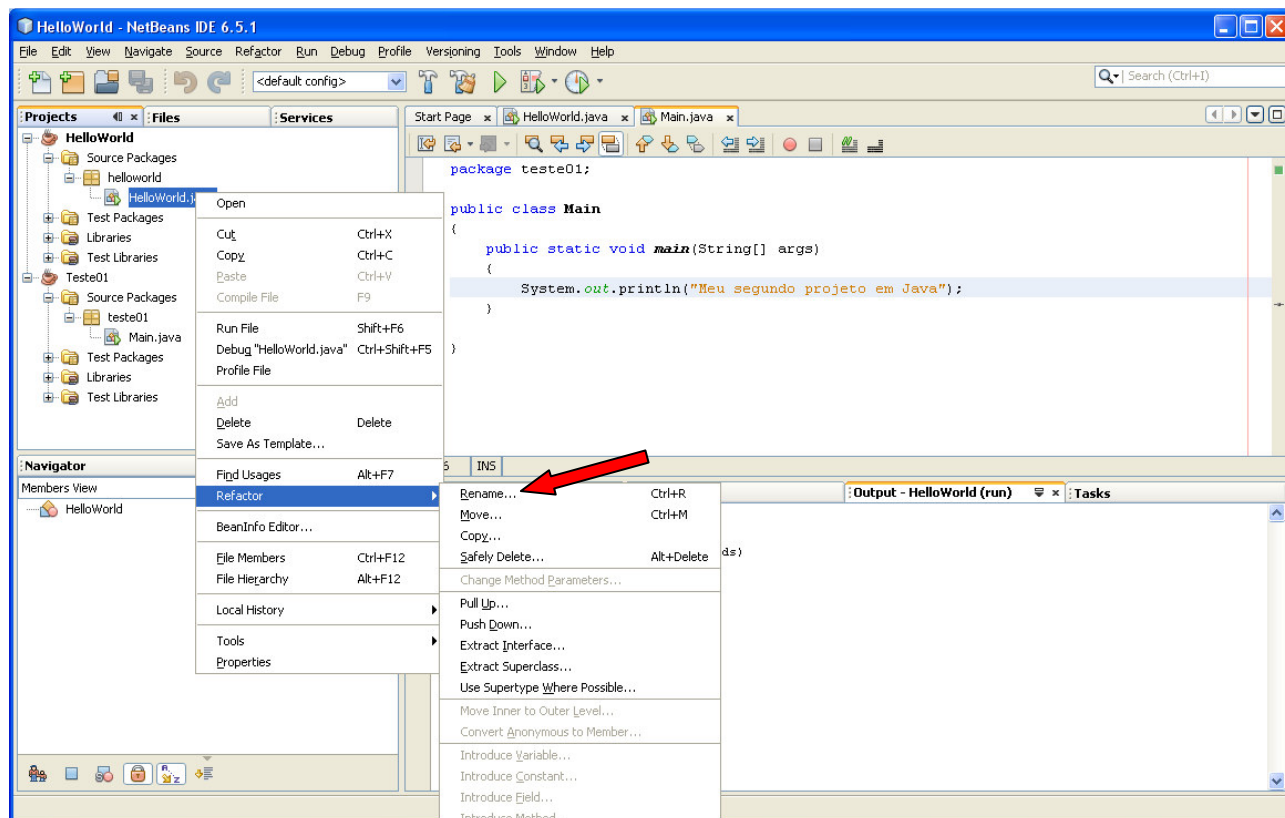 HelloWorld - NetBeans IDE 6.5.1
File Edit View Navigate Source Refactor Run Debug Profile Versioning Tools Window Help
<default config>
Search (Ctrl+I)
Projects Files Services
HelloWorld
Source Packages
helloworld
HelloWorld.ja
Test Packages
Libraries
Test Libraries
Teste01
Source Packages
teste01
Main.java
Test Packages
Libraries
Test Libraries
Start Page HelloWorld.java Main.java
package teste01;
public class Main
{
public static void main(String[] args)
{
System.out.println("Meu segundo projeto em Java");
}
}
Open
Cut Ctrl+X
Copy Ctrl+C
Paste Ctrl+V
Compile File F9
Run File Shift+F6
Debug "HelloWorld.java" Ctrl+Shift+F5
Profile File
Add
Delete Delete
Save As Template...
Find Usages Alt+F7
Refactor
BeanInfo Editor...
File Members Ctrl+F12
File Hierarchy Alt+F12
Local History
Tools
Properties
Navigator
Members View
HelloWorld
6 INS
Rename... Ctrl+R
Move... Ctrl+M
Copy...
Safely Delete... Alt+Delete
Change Method Parameters...
Pull Up...
Push Down...
Extract Interface...
Extract Superclass...
Use Supertype Where Possible...
Move Inner to Outer Level...
Convert Anonymous to Member...
Introduce Variable...
Introduce Constant...
Introduce Field...
Introduce Method...
Output - HelloWorld (run) Tasks
ds)